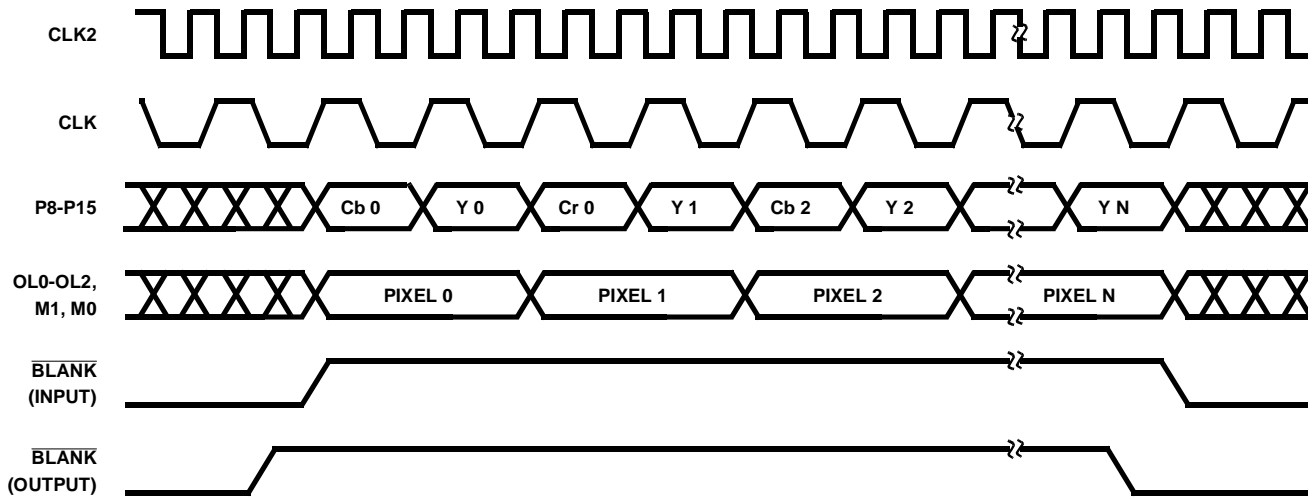 CLK2
CLK
P8-P15
Cb 0 Y 0 Cr 0 Y 1 Cb 2 Y 2 Y N
OL0-OL2,
M1, M0
PIXEL 0 PIXEL 1 PIXEL 2 PIXEL N
BLANK
(INPUT)
BLANK
(OUTPUT)